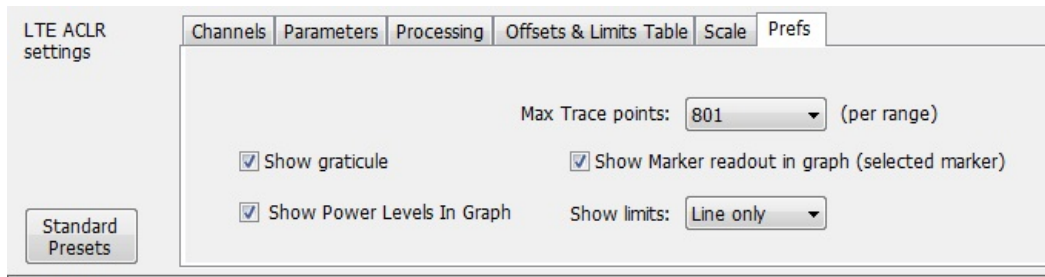 LTE ACLR
settings
Channels Parameters Processing Offsets & Limits Table Scale Prefs
Max Trace points: 801 (per range)
Show graticule Show Marker readout in graph (selected marker)
Show Power Levels In Graph Show limits: Line only
Standard
Presets